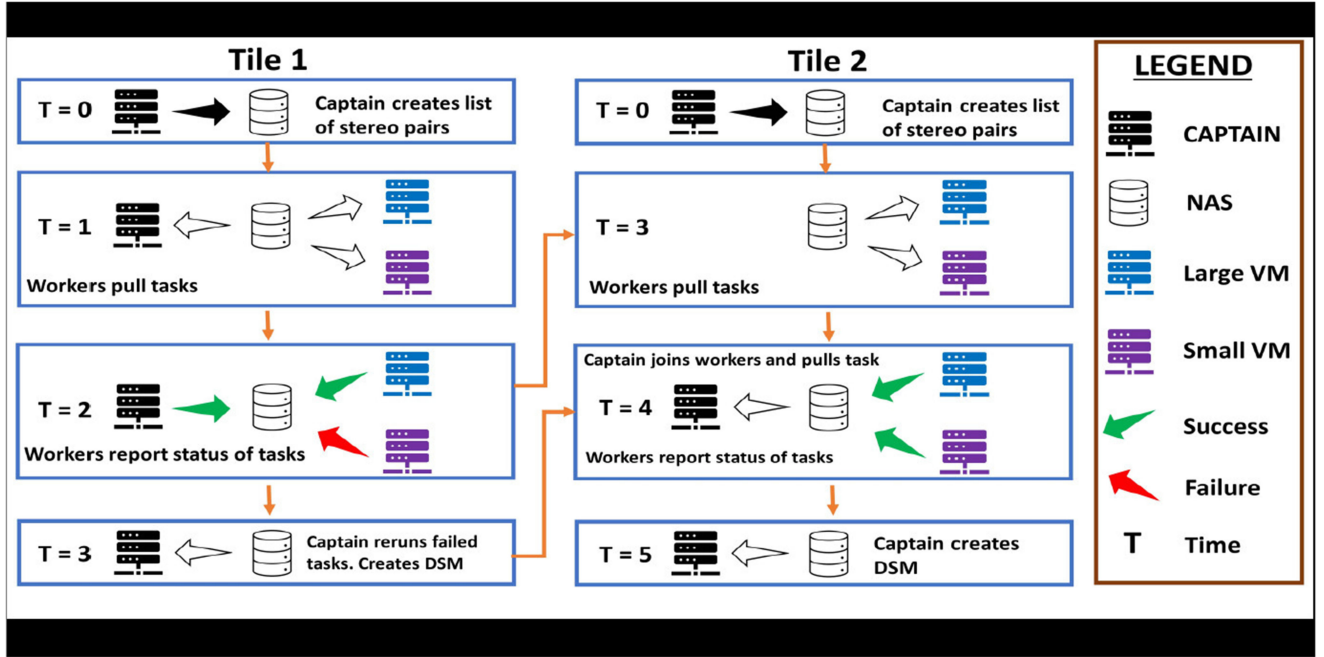 Tile 1
T = 0
Captain creates list
of stereo pairs
T = 1
Workers pull tasks
T = 2
Workers report status of tasks
T = 3
Captain reruns failed
tasks. Creates DSM
Tile 2
T = 0
Captain creates list
of stereo pairs
T = 3
Workers pull tasks
Captain joins workers and pulls task
T = 4
Workers report status of tasks
T = 5
Captain creates
DSM
LEGEND
CAPTAIN
NAS
Large VM
Small VM
Success
Failure
T Time